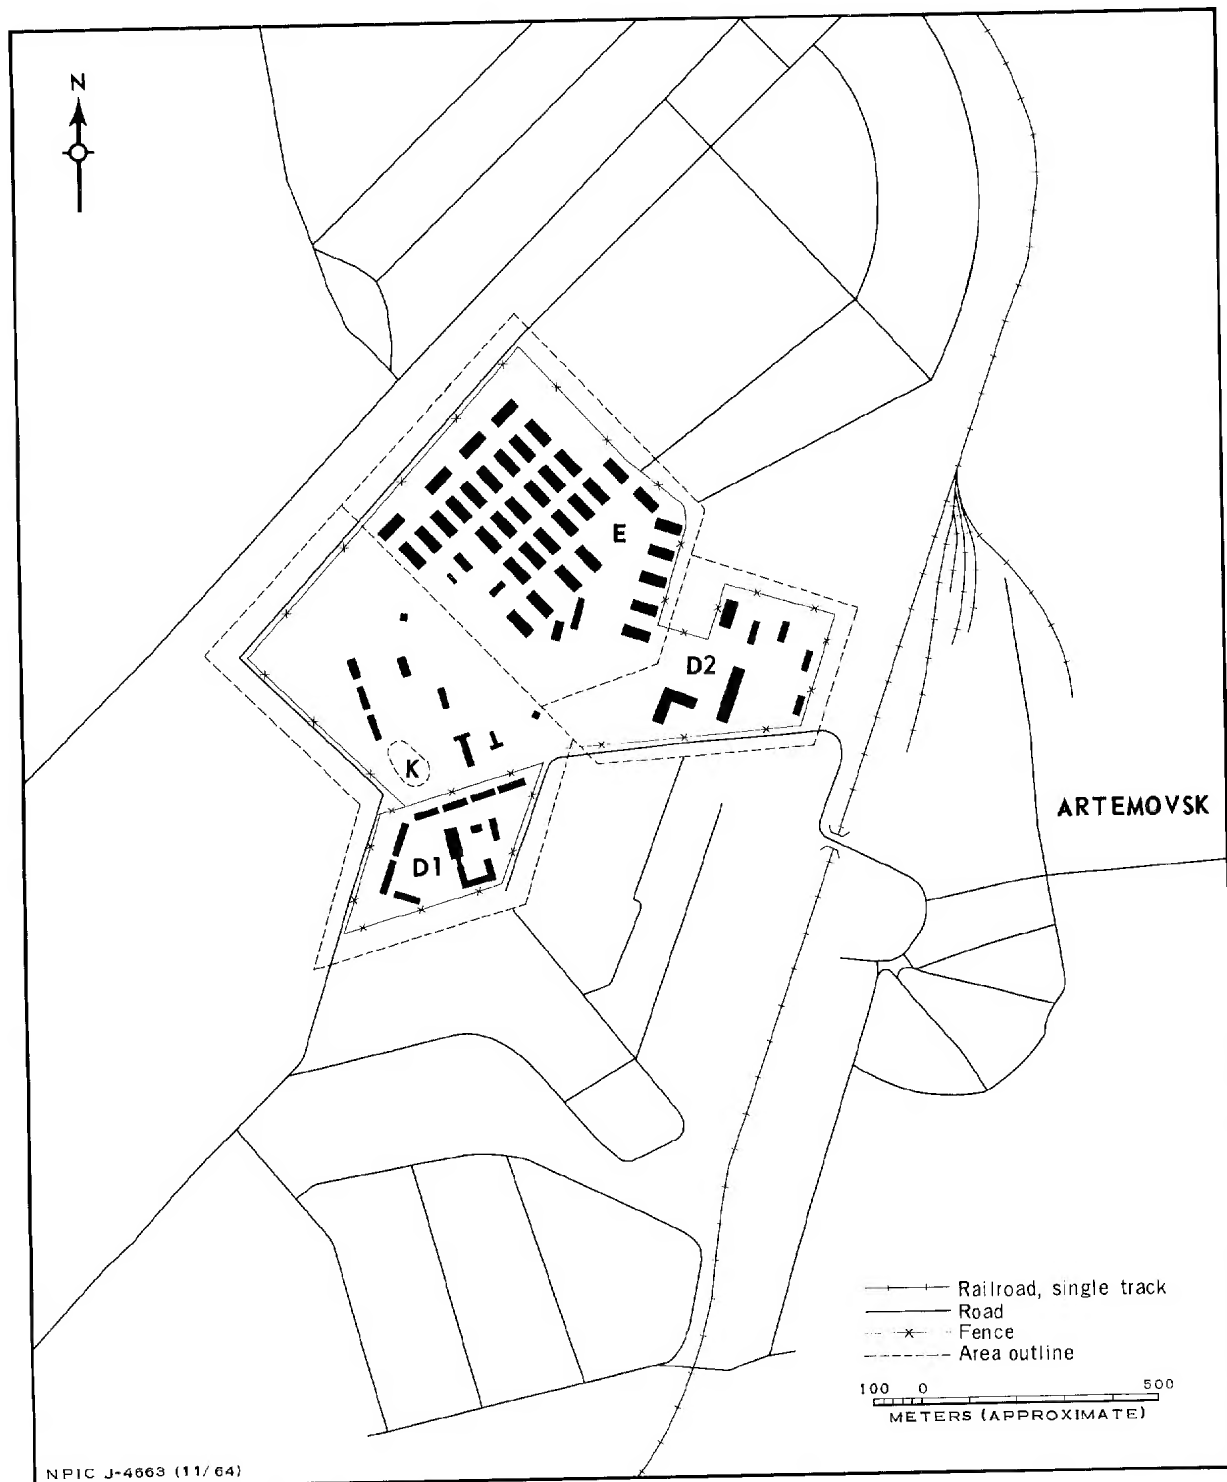 N
E
D2
K
D1
ARTEMOVSK
Railroad, single track
Road
Fence
Area outline
100 0 500
METERS (APPROXIMATE)
NPIC J-4663 (11/64)